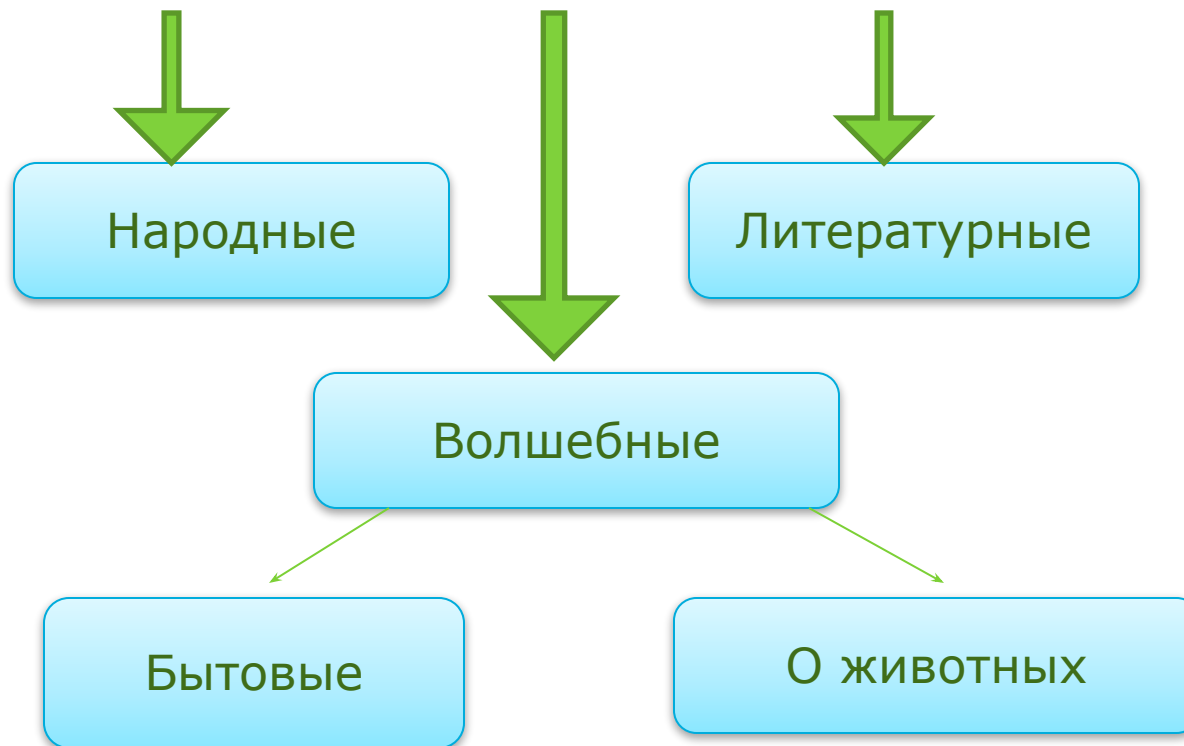 Народные
Литературные
Волшебные
Бытовые
О животных